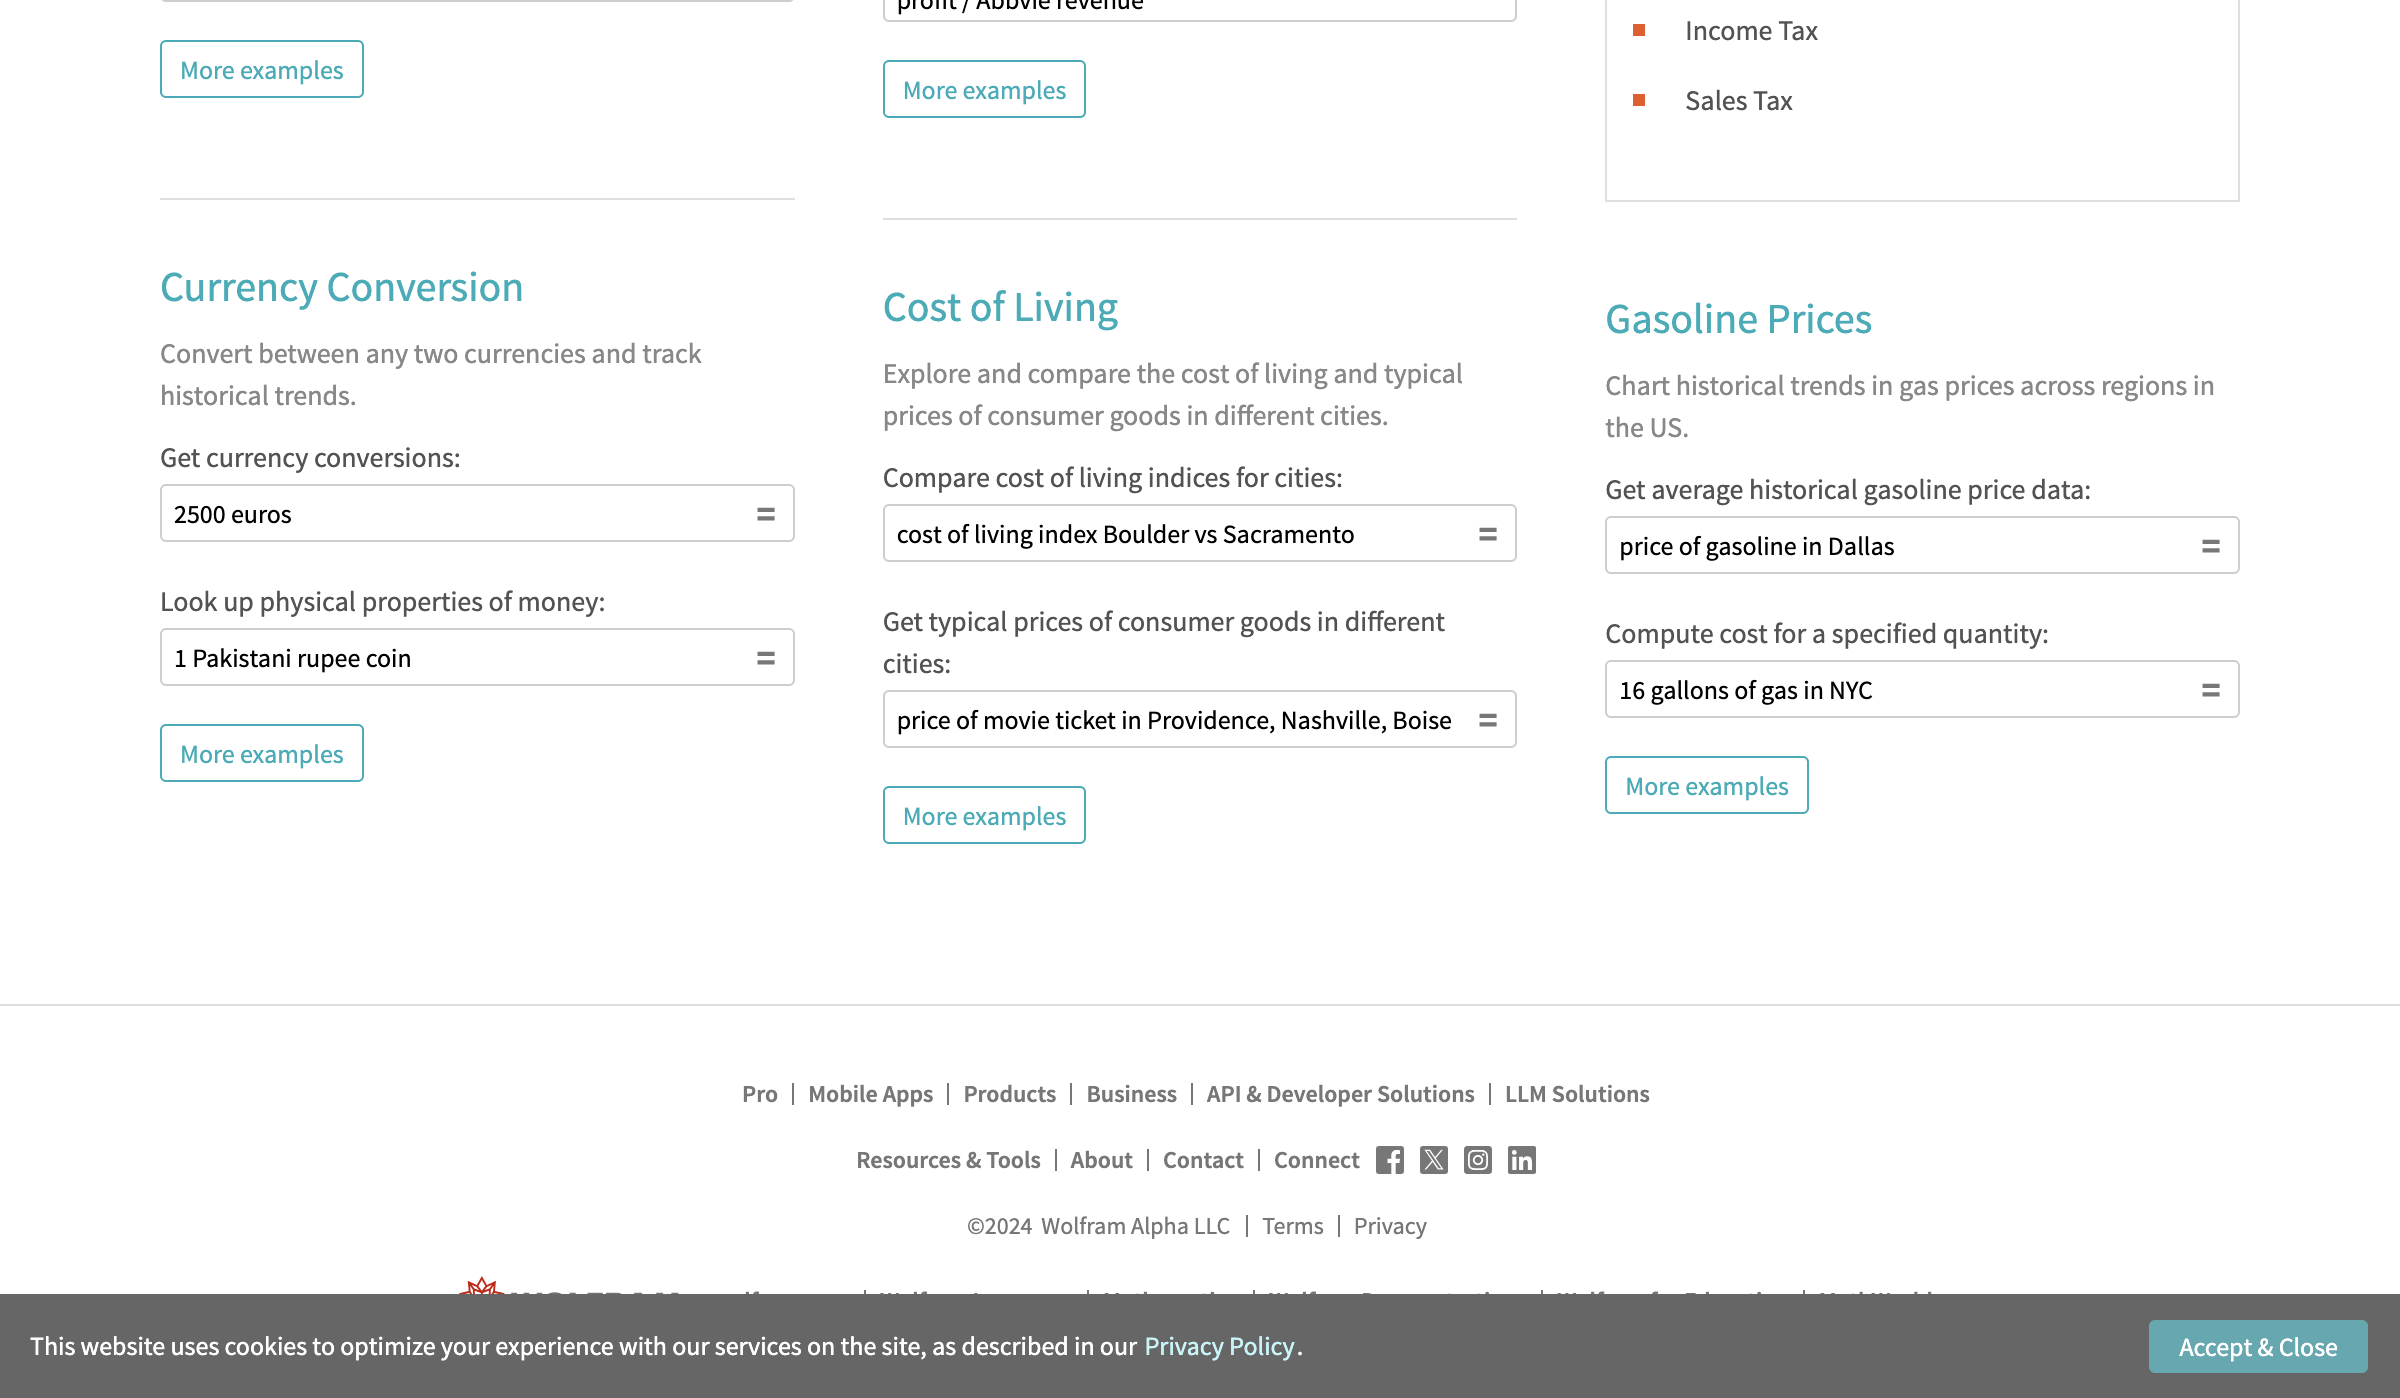 More examples
Currency Conversion
Convert between any two currencies and track
historical trends.
Get currency conversions:
2500 euros
=
Look up physical properties of money:
1 Pakistani rupee coin
=
More examples
profit / Abbvie revenue
More examples
Cost of Living
Explore and compare the cost of living and typical
prices of consumer goods in different cities.
Compare cost of living indices for cities:
cost of living index Boulder vs Sacramento
=
Get typical prices of consumer goods in different
cities:
price of movie ticket in Providence, Nashville, Boise
=
More examples
Income Tax
Sales Tax
Gasoline Prices
Chart historical trends in gas prices across regions in
the US.
Get average historical gasoline price data:
price of gasoline in Dallas
=
Compute cost for a specified quantity:
16 gallons of gas in NYC
=
More examples
Pro | Mobile Apps | Products | Business | API & Developer Solutions | LLM Solutions
Resources & Tools | About | Contact | Connect
©2024 Wolfram Alpha LLC | Terms | Privacy
This website uses cookies to optimize your experience with our services on the site, as described in our Privacy Policy.
Accept & Close